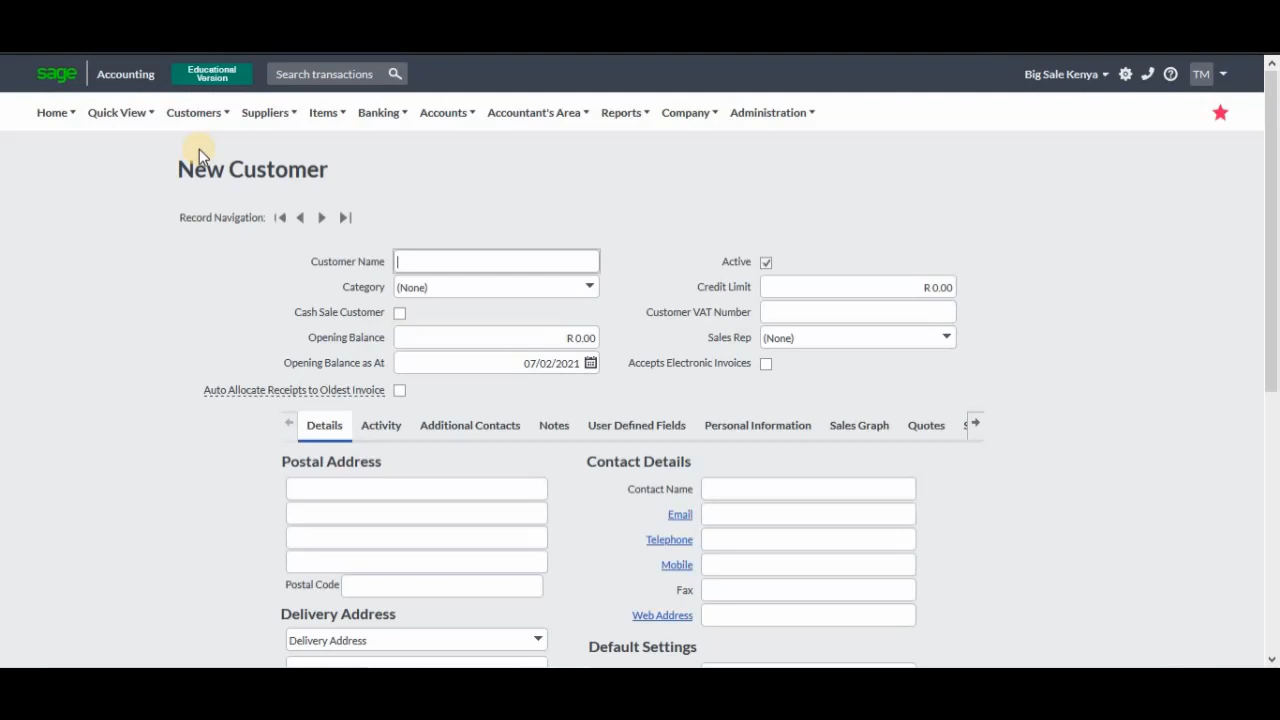 sage Accounting Educational Version Search transactions Big Sale Kenya TM
Home Quick View Customers Suppliers Items Banking Accounts Accountant's Area Reports Company Administration
New Customer
Record Navigation:
Customer Name Active
Category (None) Credit Limit R 0.00
Cash Sale Customer Customer VAT Number
Opening Balance R 0.00 Sales Rep (None)
Opening Balance as At 07/02/2021 Accepts Electronic Invoices
Auto Allocate Receipts to Oldest Invoice
Details Activity Additional Contacts Notes User Defined Fields Personal Information Sales Graph Quotes
Postal Address Contact Details
Contact Name
Email
Telephone
Mobile
Postal Code Fax
Delivery Address Web Address
Delivery Address Default Settings